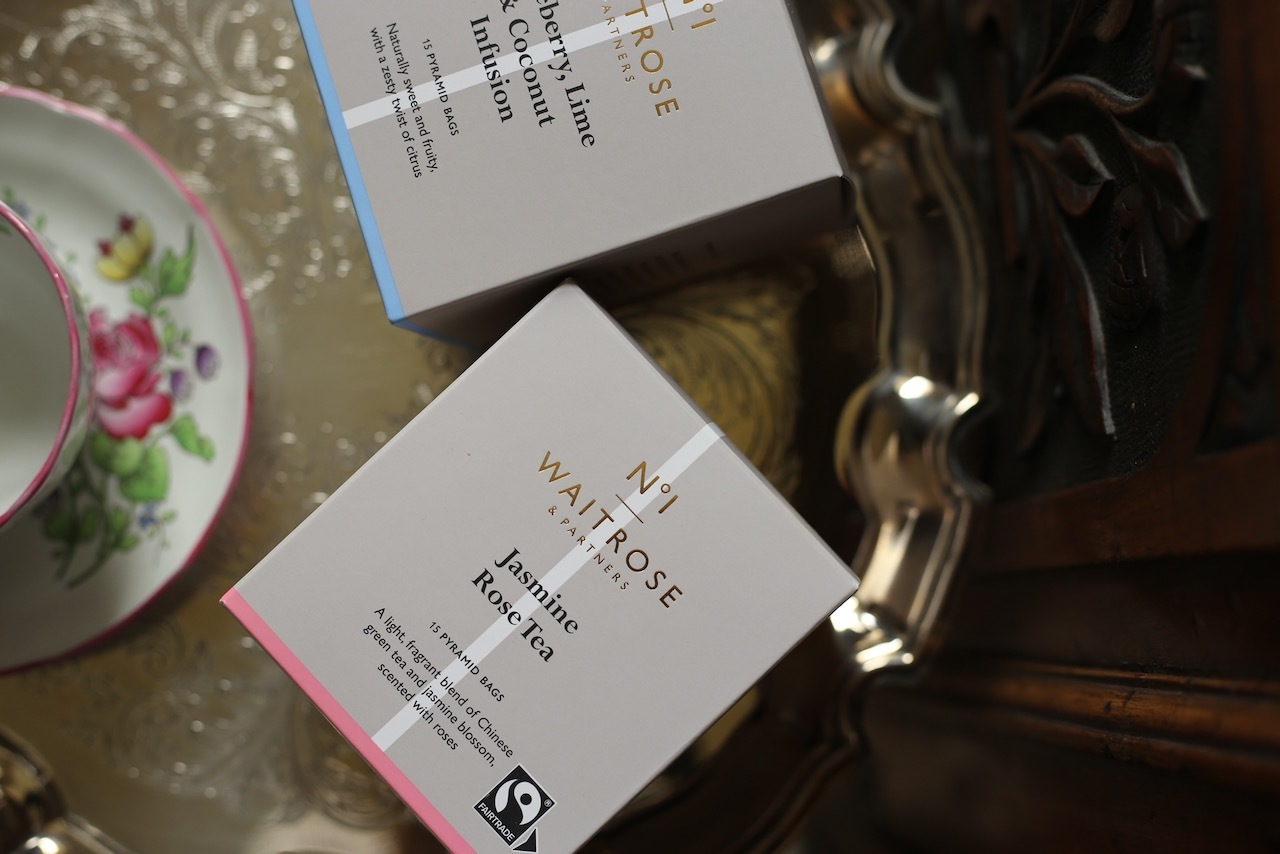 Nº1
TROSE
ARTNERS
eberry, Lime
& Coconut
Infusion
15 PYRAMID BAGS
Naturally sweet and fruity,
with a zesty twist of citrus
Nº1
WAITROSE
& PARTNERS
Jasmine
Rose Tea
15 PYRAMID BAGS
A light, fragrant blend of Chinese
green tea and jasmine blossom,
scented with roses
FAIRTRADE
®